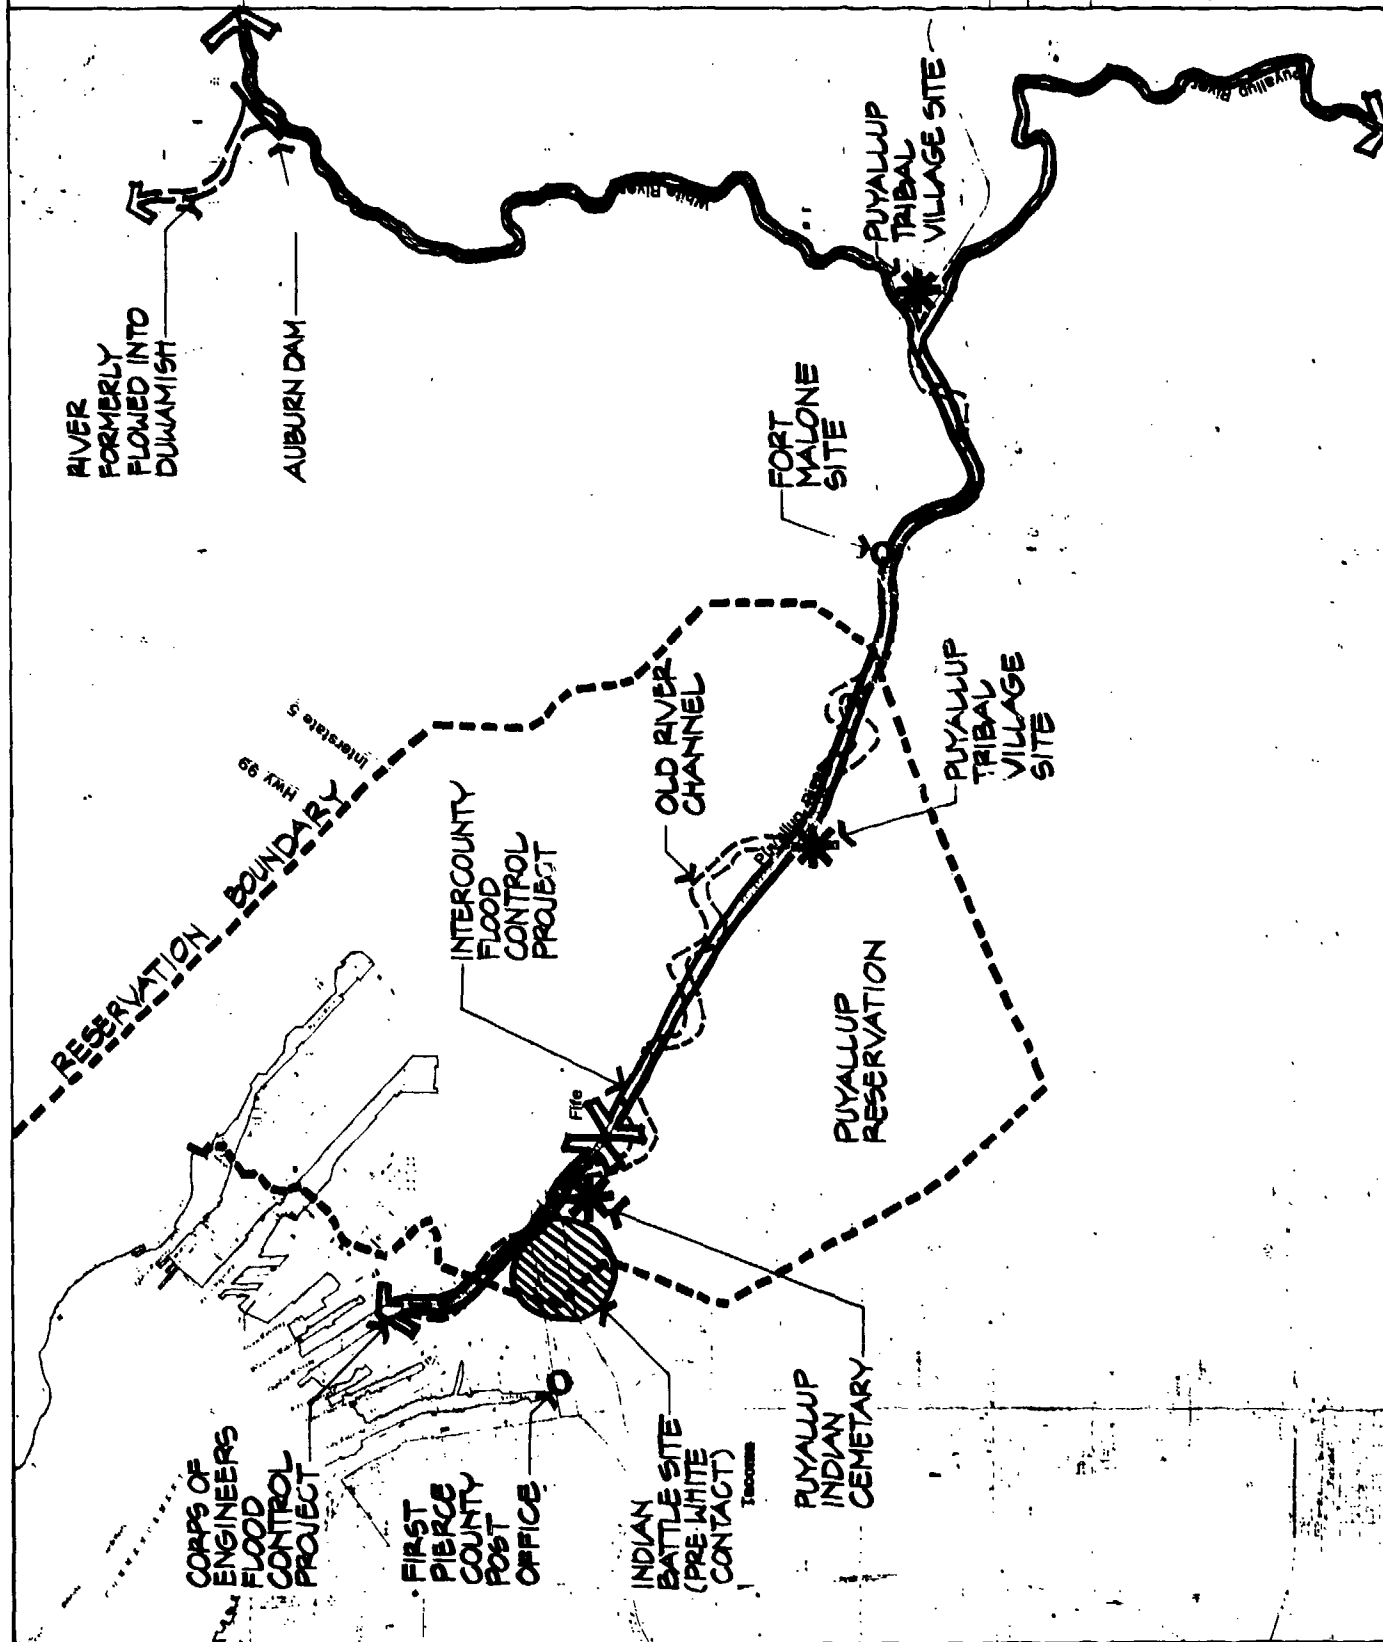 RIVER
FORMERLY
FLOWED INTO
DUWAMISH
AUBURN DAM
White River
PUYALLUP
TRIBAL
VILLAGE SITE
Puyallup River
FORT
MALONE
SITE
RESERVATION BOUNDARY
Hwy 99
Interstate 5
INTERCOUNTY
FLOOD
CONTROL
PROJECT
OLD RIVER
CHANNEL
Puyallup River
PUYALLUP
TRIBAL
VILLAGE
SITE
Fife
PUYALLUP
RESERVATION
CORPS OF
ENGINEERS
FLOOD
CONTROL
PROJECT
FIRST
PIERCE
COUNTY
POST
OFFICE
INDIAN
BATTLE SITE
(PRE-WHITE
CONTACT)
Tacoma
PUYALLUP
INDIAN
CEMETARY